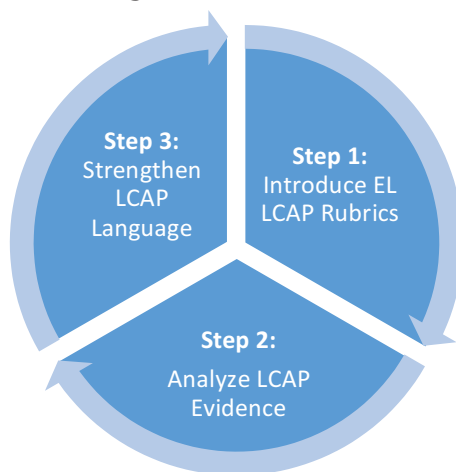 Step 1:
Introduce EL
LCAP Rubrics
Step 2:
Analyze LCAP
Evidence
Step 3:
Strengthen
LCAP
Language